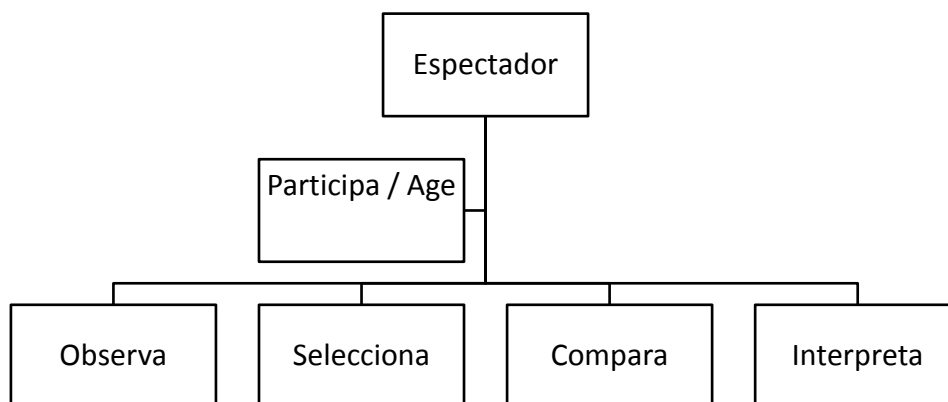 Espectador
Participa / Age
Observa
Selecciona
Compara
Interpreta